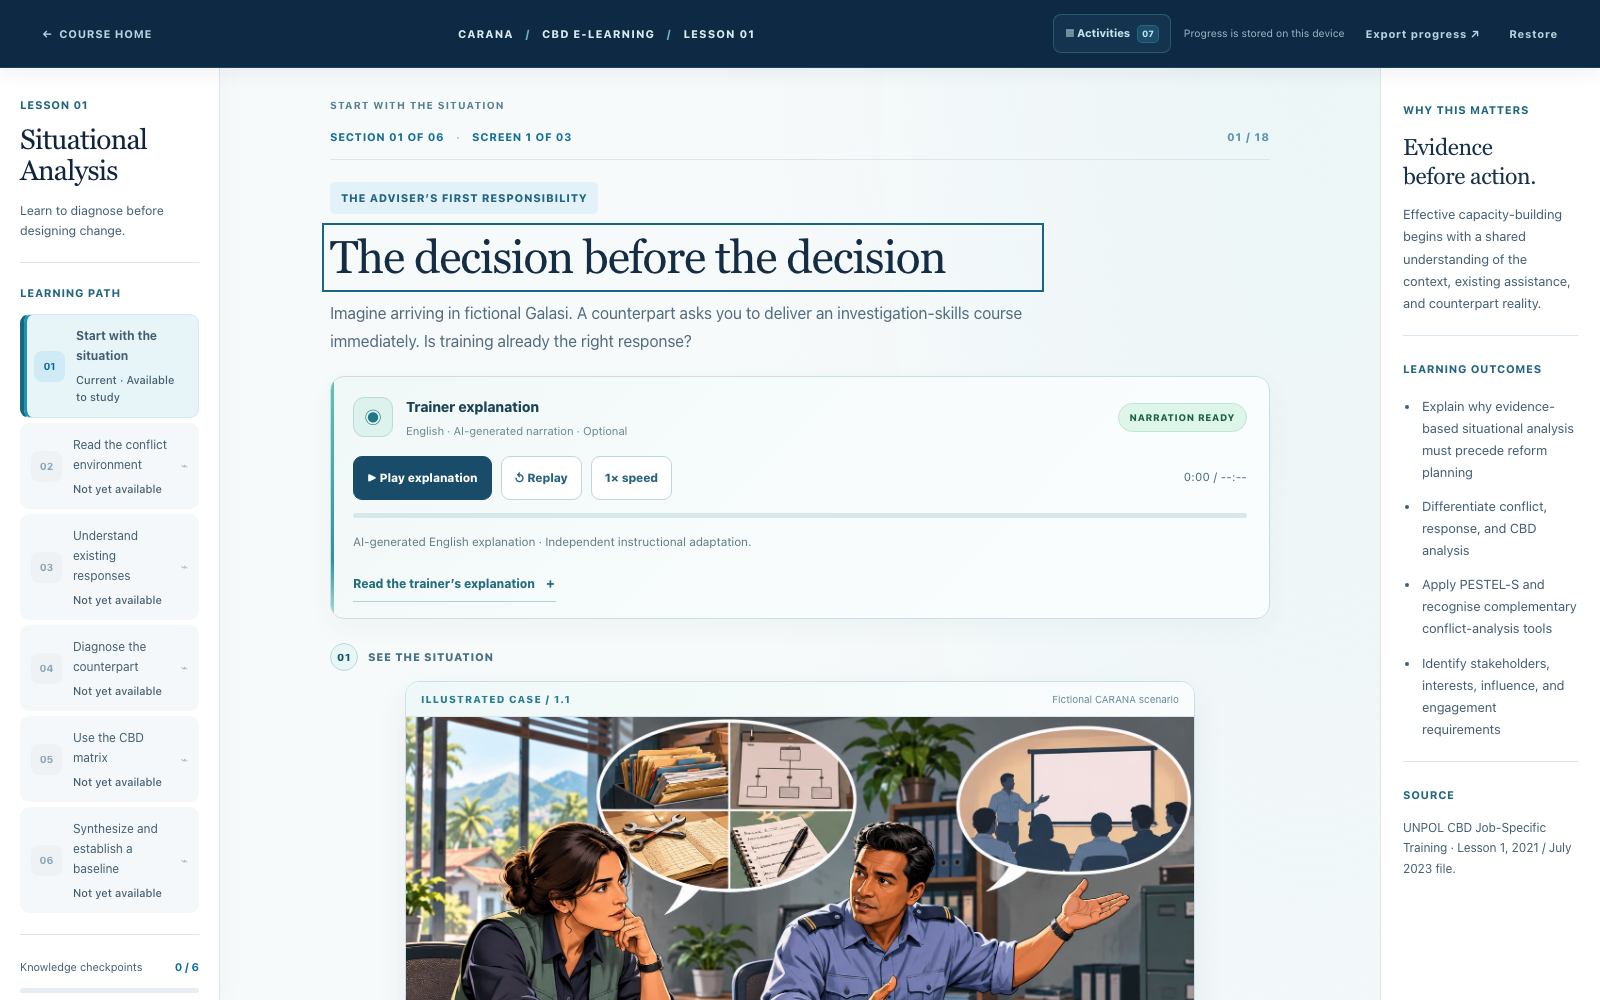 ← COURSE HOME
CARANA / CBD E-LEARNING / LESSON 01
Activities 07
Progress is stored on this device
Export progress ↗
Restore
LESSON 01
Situational
Analysis
Learn to diagnose before
designing change.
LEARNING PATH
01
Start with the
situation
Current · Available
to study
02
Read the conflict
environment
Not yet available
03
Understand
existing
responses
Not yet available
04
Diagnose the
counterpart
Not yet available
05
Use the CBD
matrix
Not yet available
06
Synthesize and
establish a
baseline
Not yet available
Knowledge checkpoints 0 / 6
START WITH THE SITUATION
SECTION 01 OF 06 · SCREEN 1 OF 03
01 / 18
THE ADVISER'S FIRST RESPONSIBILITY
The decision before the decision
Imagine arriving in fictional Galasi. A counterpart asks you to deliver an investigation-skills course
immediately. Is training already the right response?
Trainer explanation
English · AI-generated narration · Optional
NARRATION READY
▶ Play explanation
↺ Replay
1× speed
0:00 / --:--
AI-generated English explanation · Independent instructional adaptation.
Read the trainer's explanation +
01 SEE THE SITUATION
ILLUSTRATED CASE / 1.1
Fictional CARANA scenario
WHY THIS MATTERS
Evidence
before action.
Effective capacity-building
begins with a shared
understanding of the
context, existing assistance,
and counterpart reality.
LEARNING OUTCOMES
• Explain why evidence-
based situational analysis
must precede reform
planning
• Differentiate conflict,
response, and CBD
analysis
• Apply PESTEL-S and
recognise complementary
conflict-analysis tools
• Identify stakeholders,
interests, influence, and
engagement
requirements
SOURCE
UNPOL CBD Job-Specific
Training · Lesson 1, 2021 / July
2023 file.